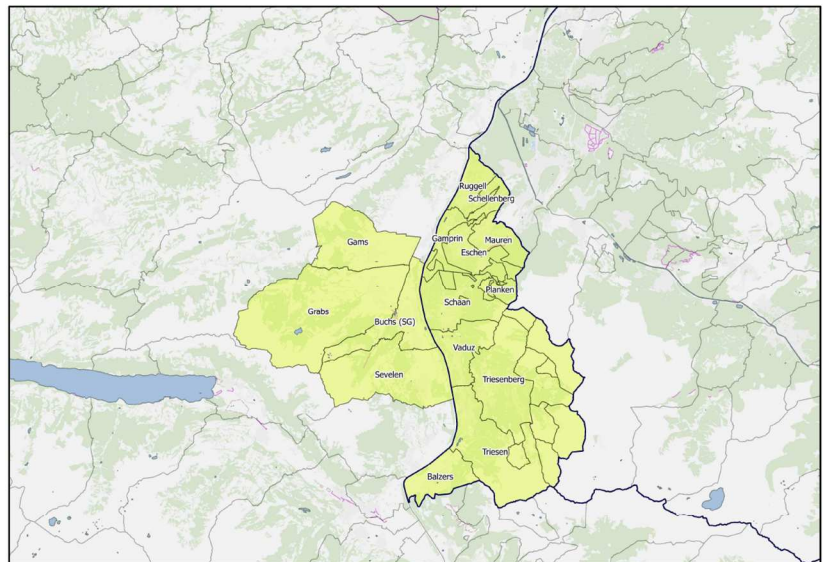 Ruggell
Schellenberg
Gams
Gamprin
Mauren
Eschen
Planken
Schaan
Grabs
Buchs (SG)
Vaduz
Sevelen
Triesenberg
Triesen
Balzers